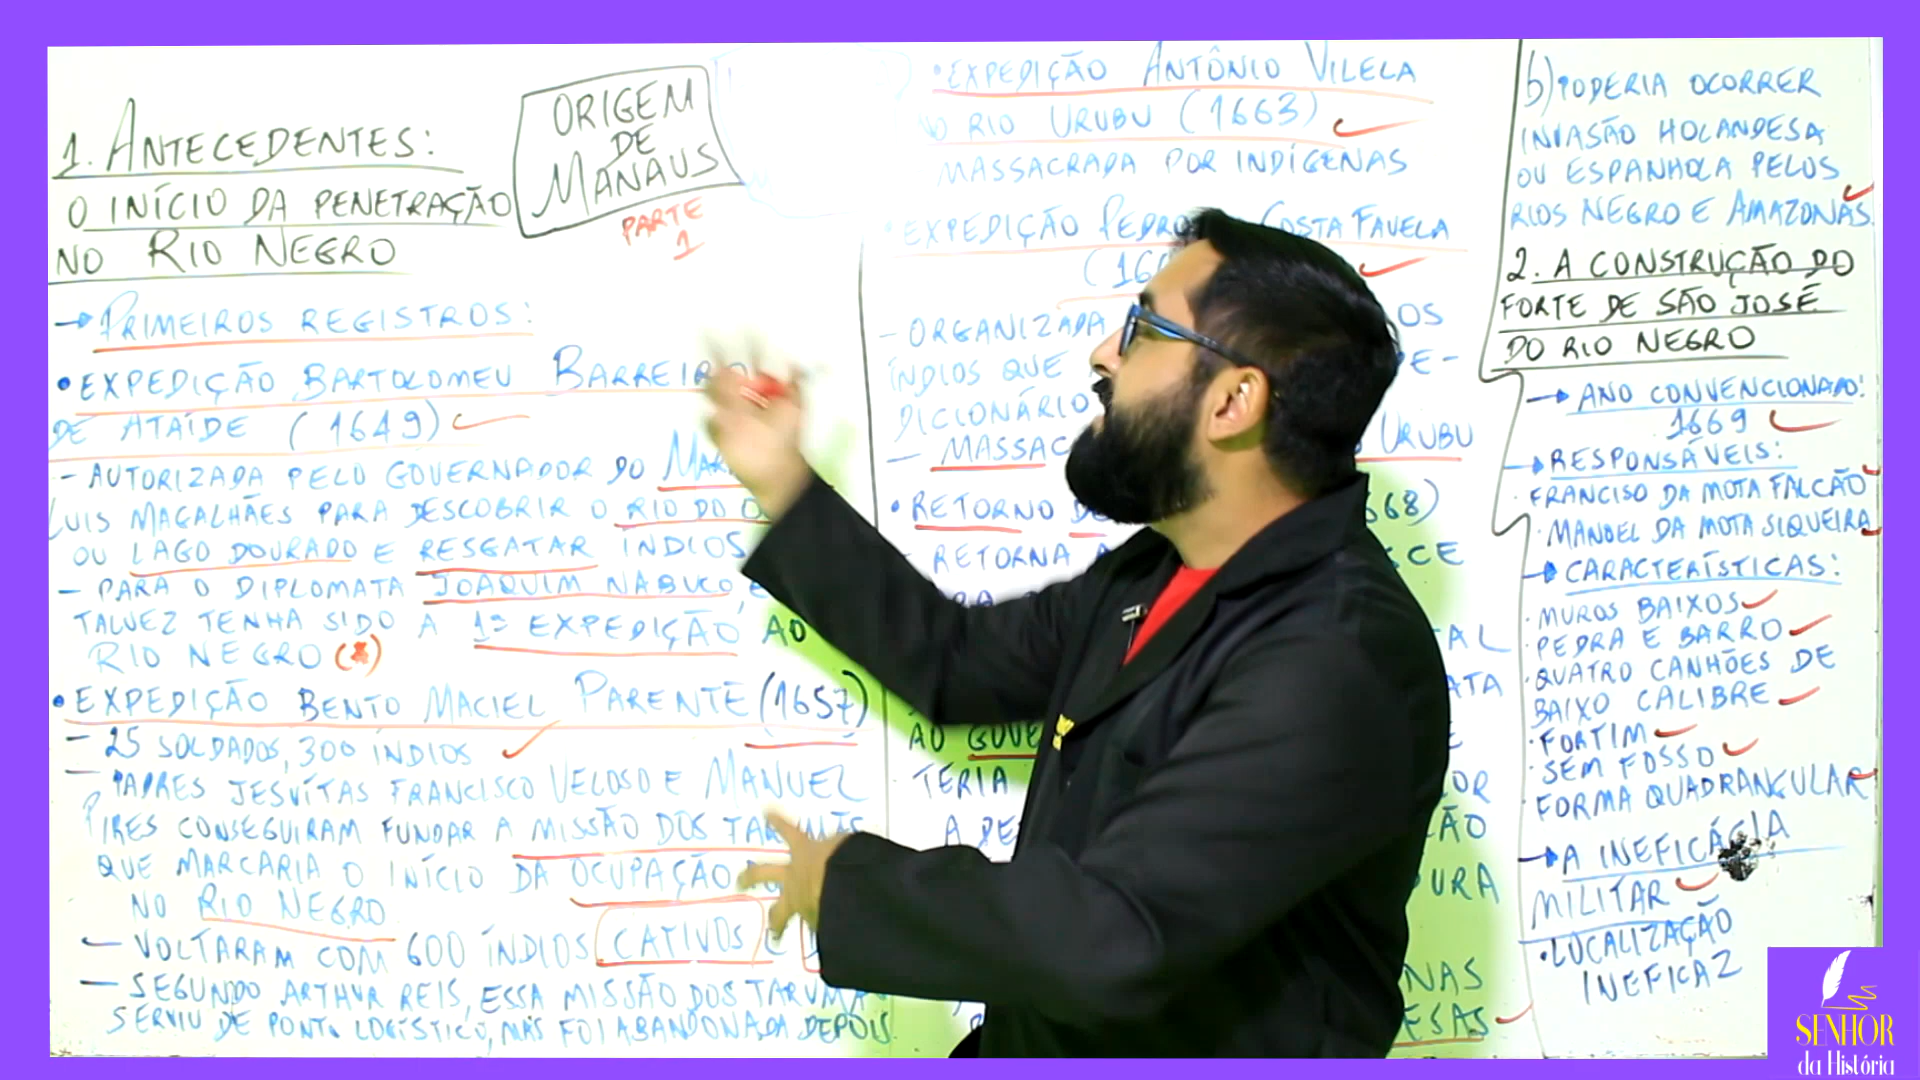 ORIGEM
DE
MANAUS
PARTE
1
1. ANTECEDENTES:
O INÍCIO DA PENETRAÇÃO
NO RIO NEGRO
→ PRIMEIROS REGISTROS:
• EXPEDIÇÃO BARTOLOMEU BARREIRO
DE ATAÍDE (1649)
- AUTORIZADA PELO GOVERNADOR DO
LUIS MAGALHÃES PARA DESCOBRIR O RIO DO
OU LAGO DOURADO E RESGATAR ÍNDIOS
- PARA O DIPLOMATA JOAQUIM NABUCO,
TALVEZ TENHA SIDO A 1ª EXPEDIÇÃO AO
RIO NEGRO (*)
• EXPEDIÇÃO BENTO MACIEL PARENTE (1657)
- 25 SOLDADOS, 300 ÍNDIOS
- PADRES JESUÍTAS FRANCISCO VELOSO E MANUEL
PIRES CONSEGUIRAM FUNDAR A MISSÃO DOS TARUMÃS
QUE MARCARIA O INÍCIO DA OCUPAÇÃO
NO RIO NEGRO
- VOLTARAM COM 600 ÍNDIOS CATIVOS
- SEGUNDO ARTHUR REIS, ESSA MISSÃO DOS TARUMÃ
SERVIU DE PONTO LOGÍSTICO, MAS FOI ABANDONADA DEPOIS.
• EXPEDIÇÃO ANTÔNIO VILELA
NO RIO URUBU (1663)
MASSACRADA POR INDÍGENAS
• EXPEDIÇÃO PEDRO COSTA FAVELA
- ORGANIZADA OS
ÍNDIOS QUE E-
DICIONÁRIO
- URUBU
• RETORNO
RETORNA
TERIA
b) PODERIA OCORRER
INVASÃO HOLANDESA
OU ESPANHOLA PELOS
RIOS NEGRO E AMAZONAS.
2. A CONSTRUÇÃO DO
FORTE DE SÃO JOSÉ
DO RIO NEGRO
→ ANO CONVENCIONADO:
1669
→ RESPONSÁVEIS:
· FRANCISO DA MOTA FALCÃO
· MANOEL DA MOTA SIQUEIRA
→ CARACTERÍSTICAS:
· MUROS BAIXOS
· PEDRA E BARRO
· QUATRO CANHÕES DE
BAIXO CALIBRE
· FORTIM
· SEM FOSSO
· FORMA QUADRANGULAR
→ A INEFICÁCIA
MILITAR
· LOCALIZAÇÃO
INEFICAZ
SENHOR
da História